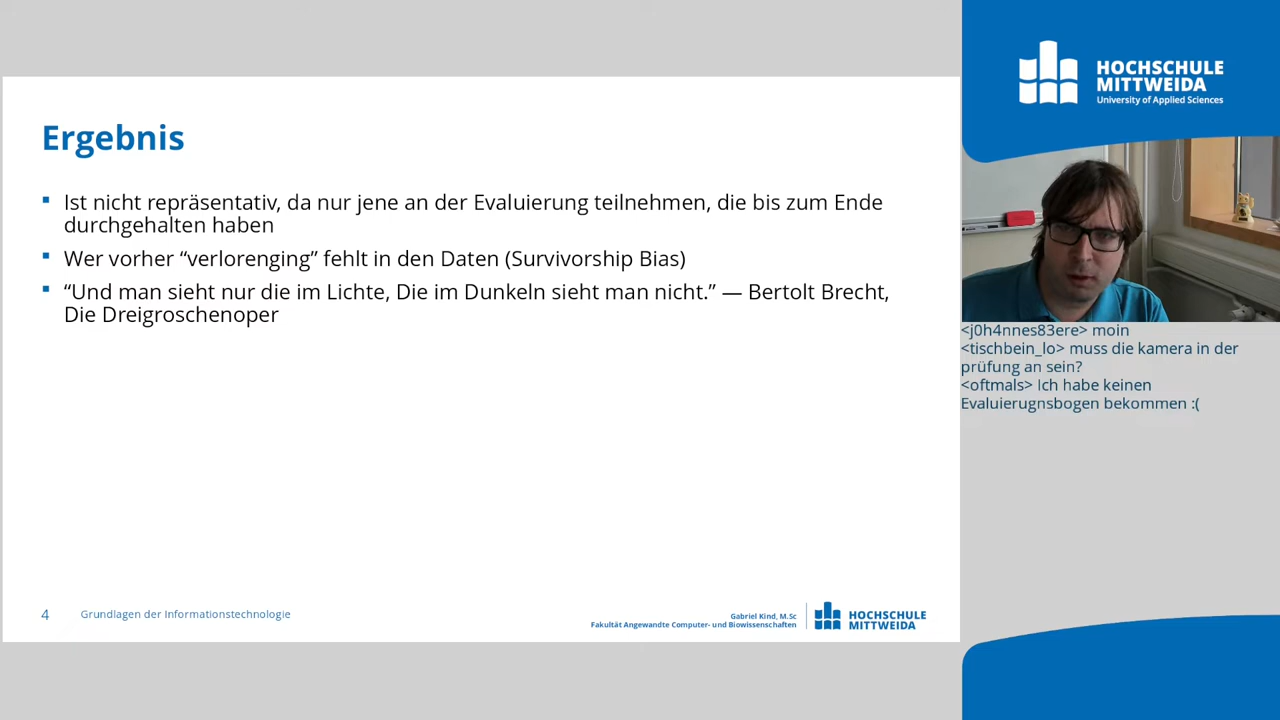 Ergebnis
Ist nicht repräsentativ, da nur jene an der Evaluierung teilnehmen, die bis zum Ende
durchgehalten haben
Wer vorher “verlorenging” fehlt in den Daten (Survivorship Bias)
“Und man sieht nur die im Lichte, Die im Dunkeln sieht man nicht.” — Bertolt Brecht,
Die Dreigroschenoper
4
Grundlagen der Informationstechnologie
Gabriel Kind, M.Sc
Fakultät Angewandte Computer- und Biowissenschaften
HOCHSCHULE
MITTWEIDA
HOCHSCHULE
MITTWEIDA
University of Applied Sciences
<j0h4nnes83ere> moin
<tischbein_lo> muss die kamera in der
prüfung an sein?
<oftmals> Ich habe keinen
Evaluierugnsbogen bekommen :(